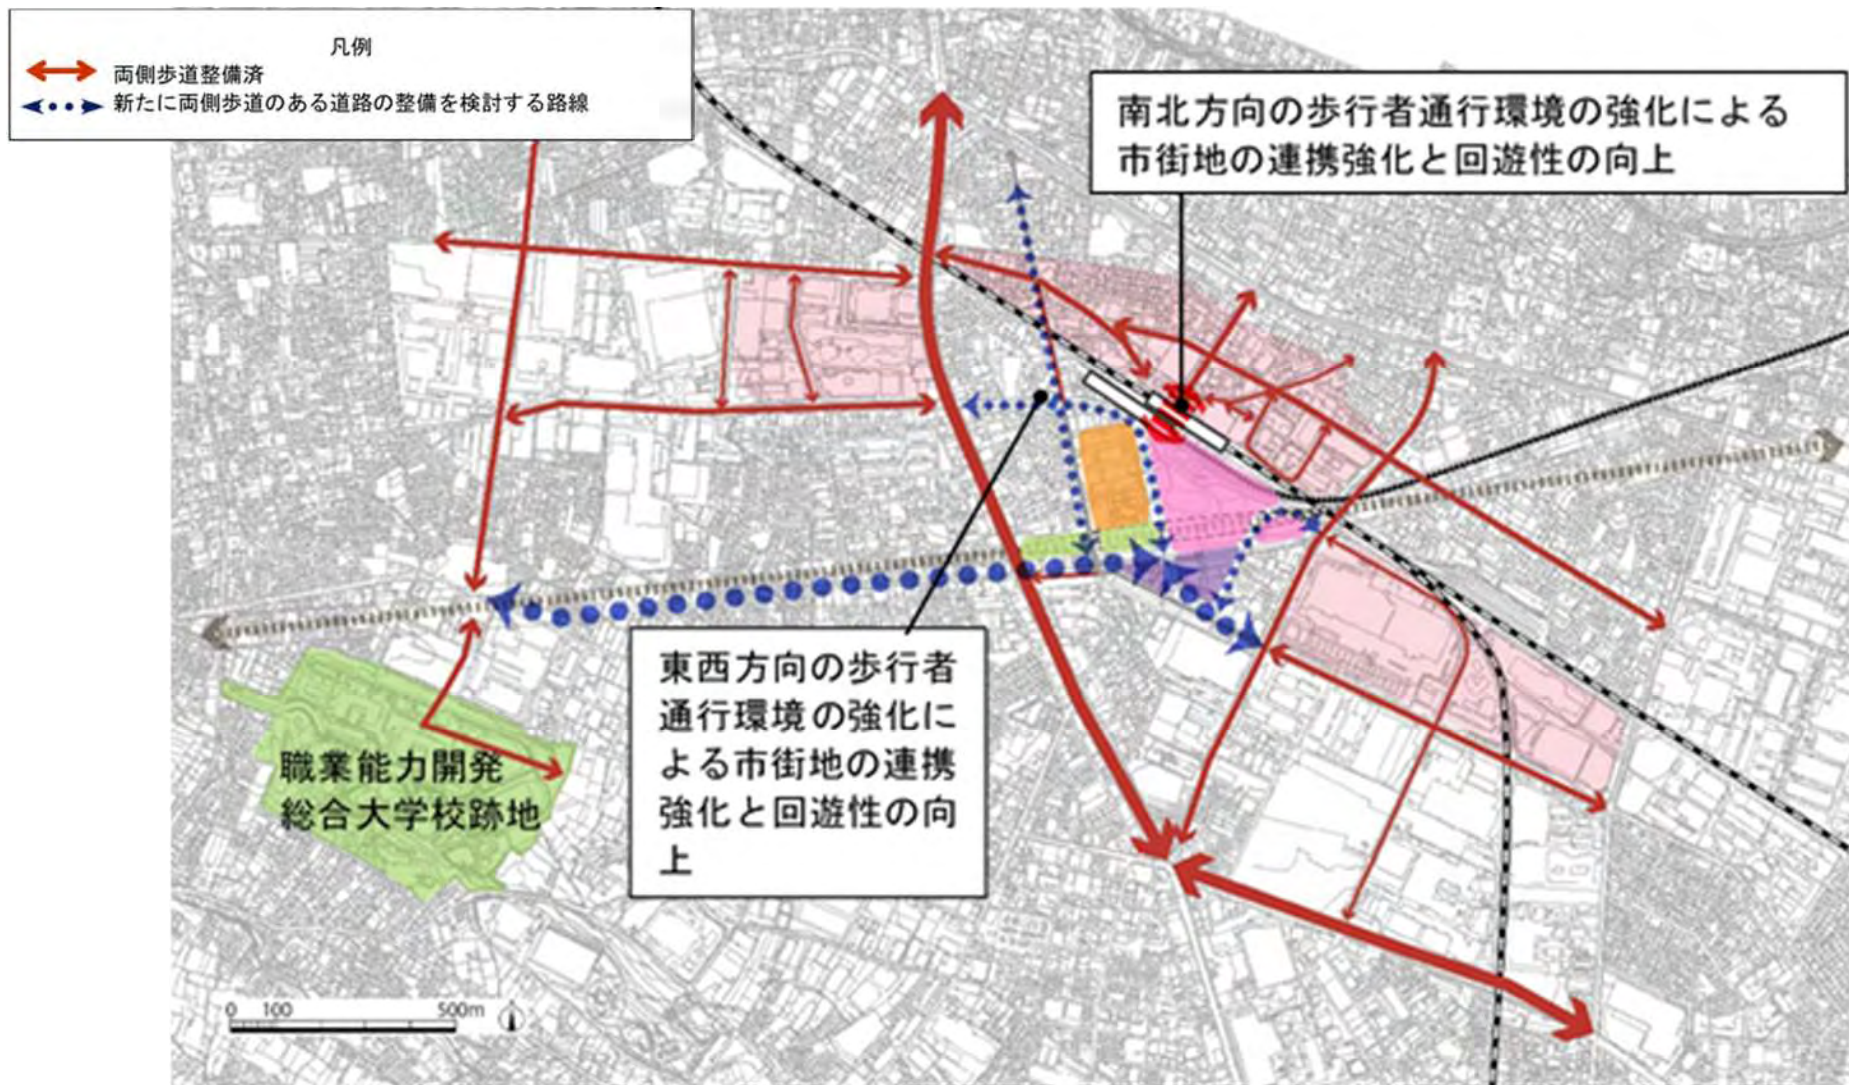 凡例
両側歩道整備済
新たに両側歩道のある道路の整備を検討する路線
南北方向の歩行者通行環境の強化による
市街地の連携強化と回遊性の向上
東西方向の歩行者
通行環境の強化に
よる市街地の連携
強化と回遊性の向
上
職業能力開発
総合大学校跡地
0 100 500m